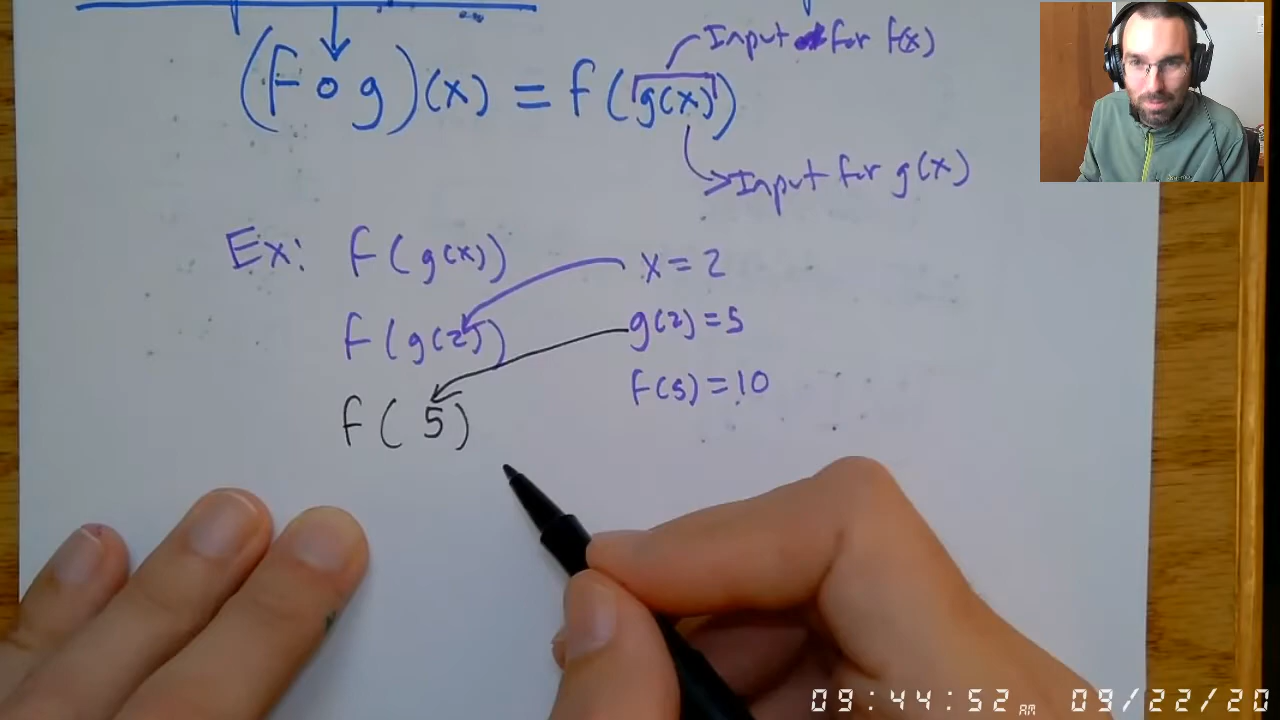 Input for f(x)
(f o g)(x) = f(g(x))
Input for g(x)
Ex: f(g(x)) x = 2
f(g(2)) g(2) = 5
f(5) = 10
f( 5)
09:44:52 AM 09/22/20